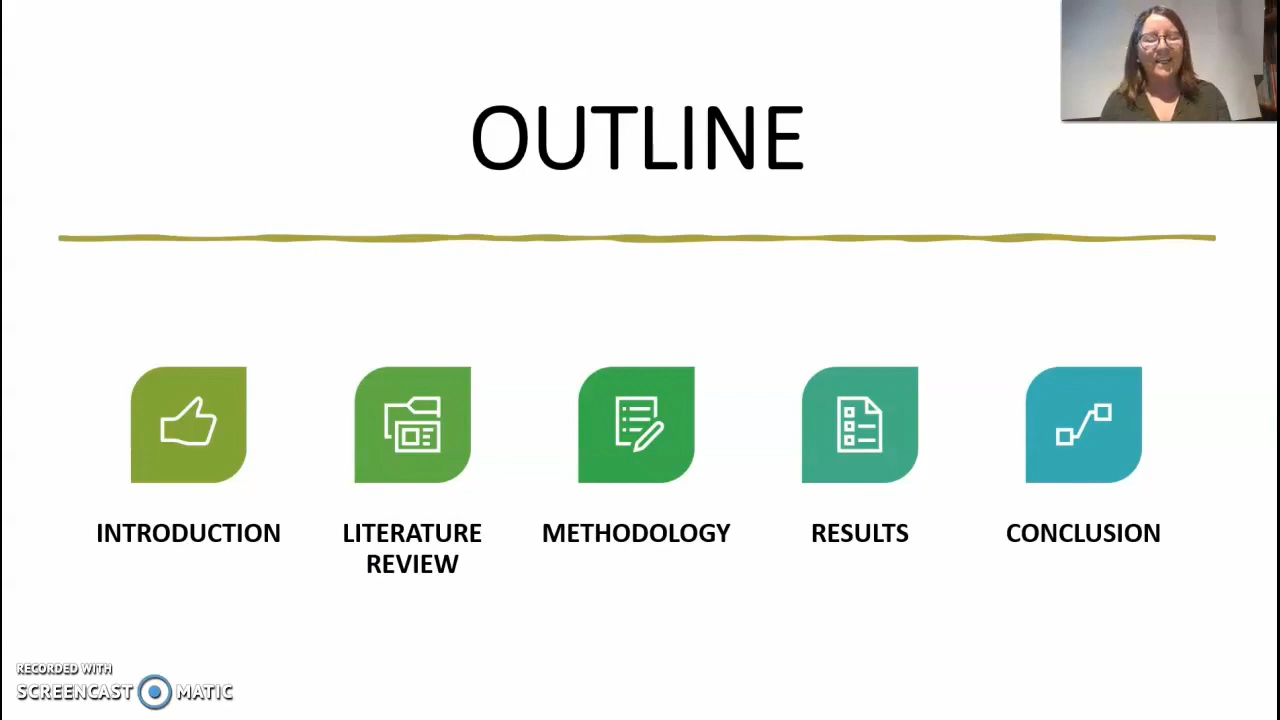 OUTLINE
INTRODUCTION
LITERATURE
REVIEW
METHODOLOGY
RESULTS
CONCLUSION
RECORDED WITH
SCREENCAST MATIC